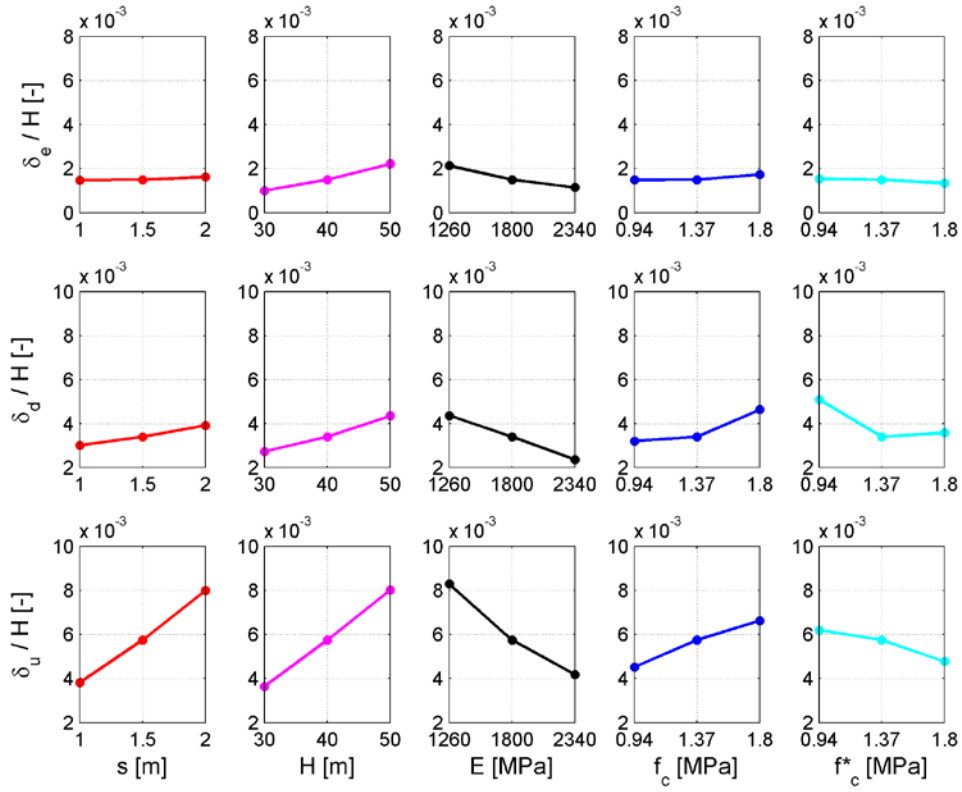 x 10⁻³ x 10⁻³ x 10⁻³ x 10⁻³ x 10⁻³
8 8 8 8 8
6 6 6 6 6
4 4 4 4 4
2 2 2 2 2
0 0 0 0 0
δ_e / H [-]
1 1.5 2 30 40 50 1260 1800 2340 0.94 1.37 1.8 0.94 1.37 1.8
x 10⁻³ x 10⁻³ x 10⁻³ x 10⁻³ x 10⁻³
10 10 10 10 10
8 8 8 8 8
6 6 6 6 6
4 4 4 4 4
2 2 2 2 2
δ_d / H [-]
1 1.5 2 30 40 50 1260 1800 2340 0.94 1.37 1.8 0.94 1.37 1.8
x 10⁻³ x 10⁻³ x 10⁻³ x 10⁻³ x 10⁻³
10 10 10 10 10
8 8 8 8 8
6 6 6 6 6
4 4 4 4 4
2 2 2 2 2
δ_u / H [-]
1 1.5 2 30 40 50 1260 1800 2340 0.94 1.37 1.8 0.94 1.37 1.8
s [m] H [m] E [MPa] f_c [MPa] f*_c [MPa]